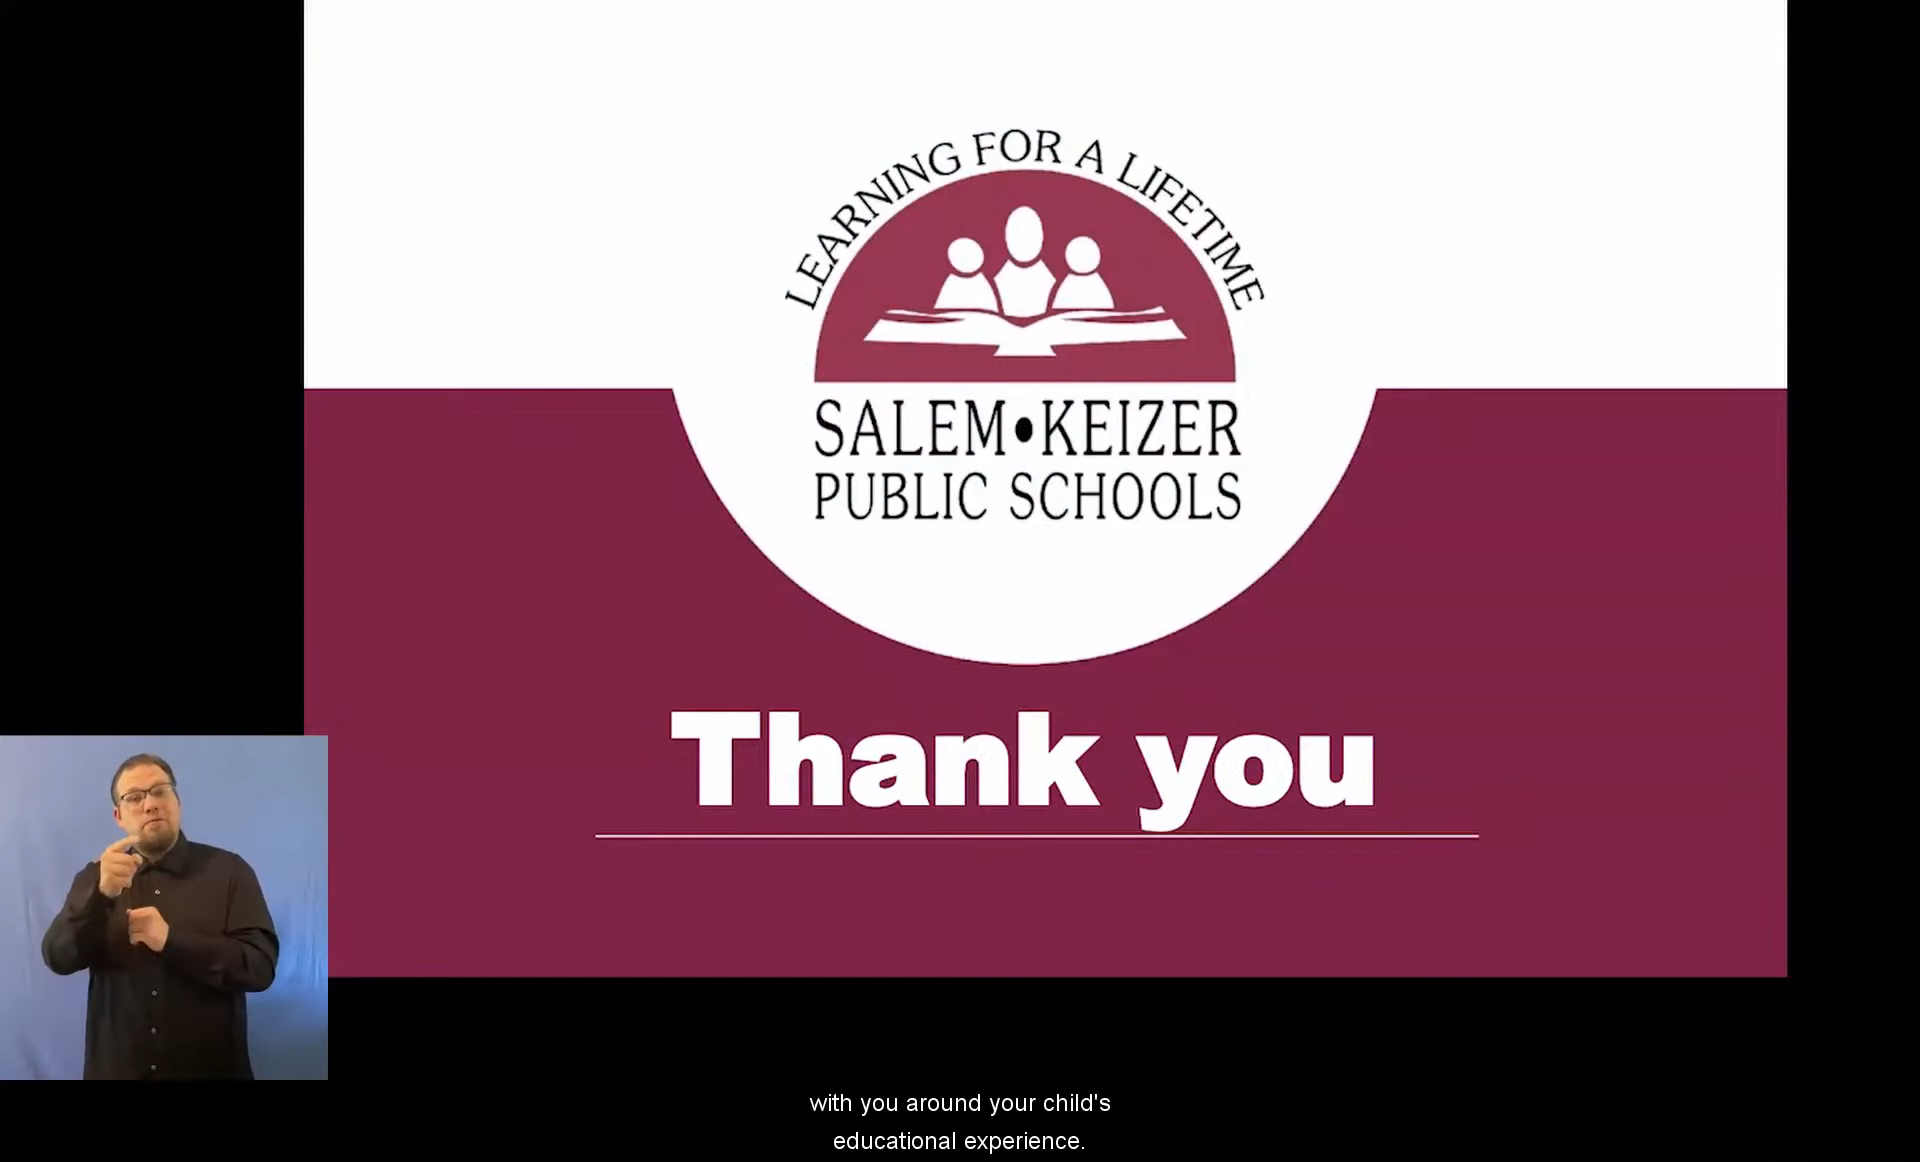 LEARNING FOR A LIFETIME
SALEM•KEIZER
PUBLIC SCHOOLS
Thank you
with you around your child's
educational experience.